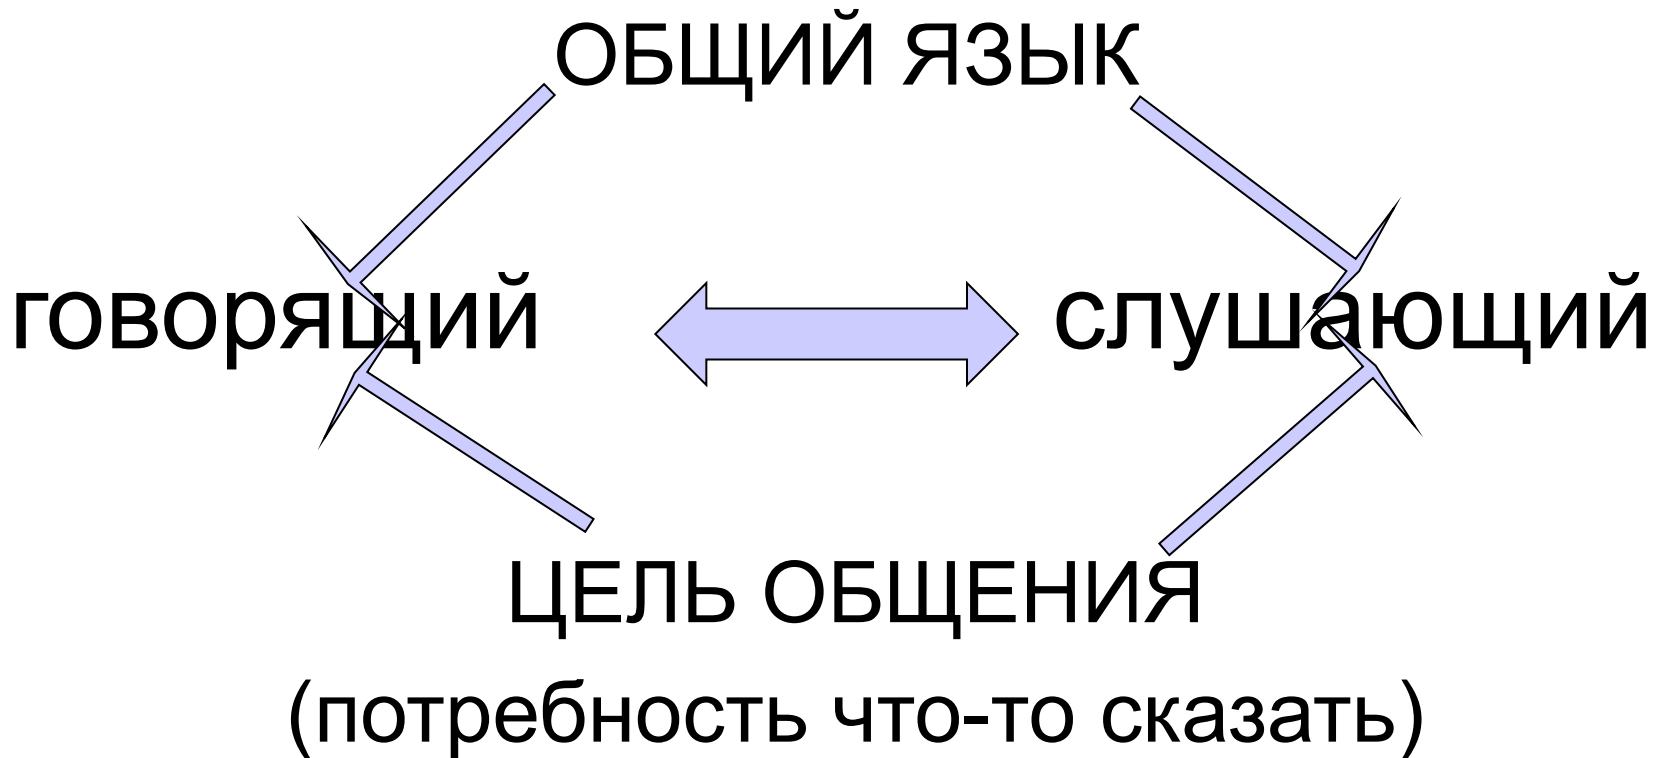 ОБЩИЙ ЯЗЫК
говорящий слушающий
ЦЕЛЬ ОБЩЕНИЯ
(потребность что-то сказать)